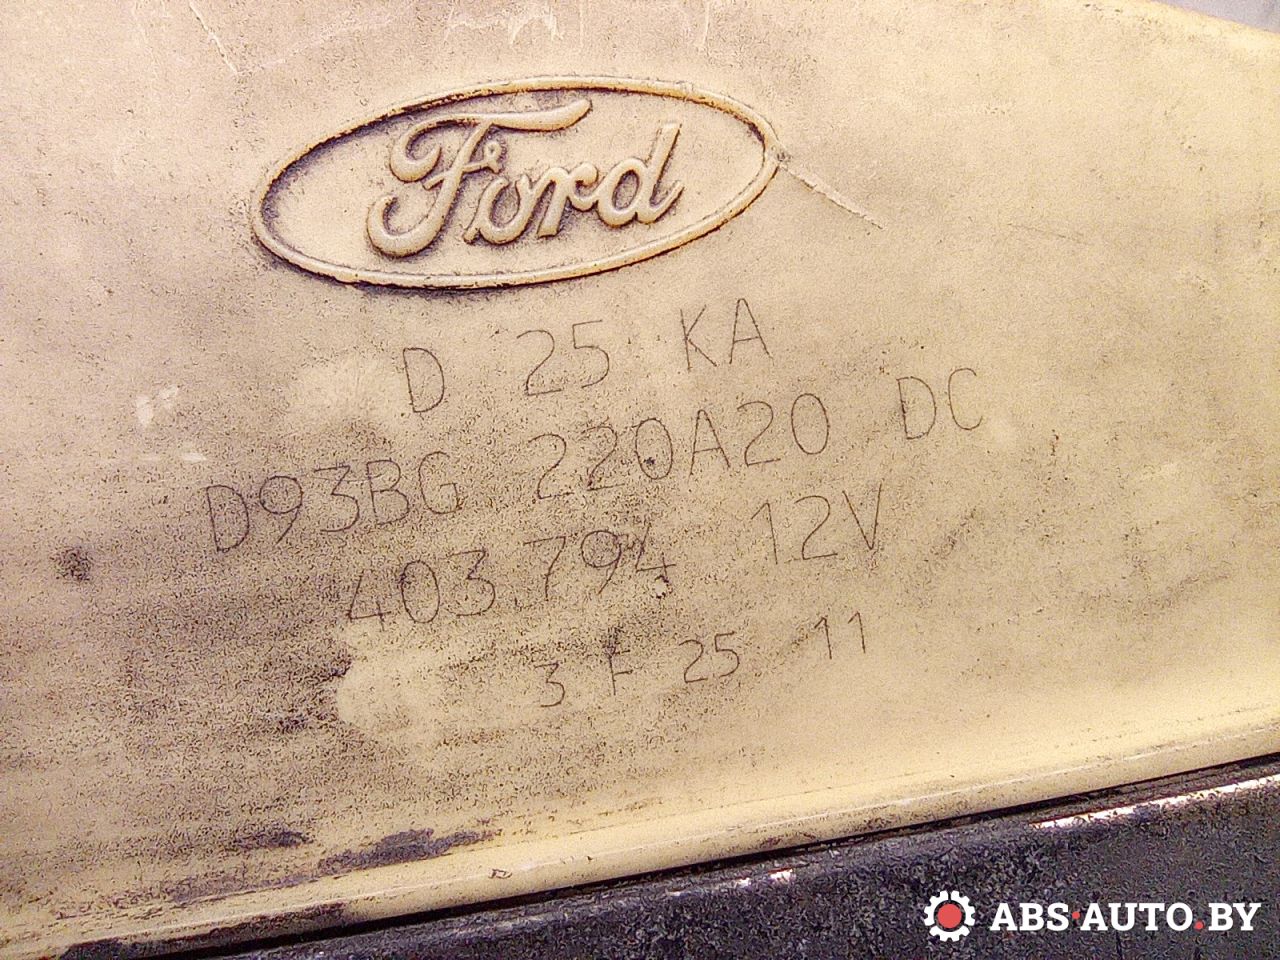 Ford
D 25 KA
D93BG 220A20 DC
403.794 12V
3 F 25 11
ABS·AUTO.BY